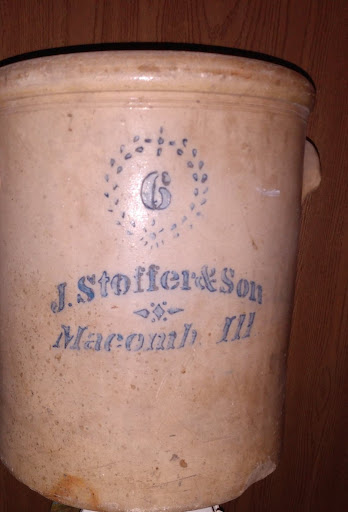 6
J. Stoffer & Son
Macomb Ill